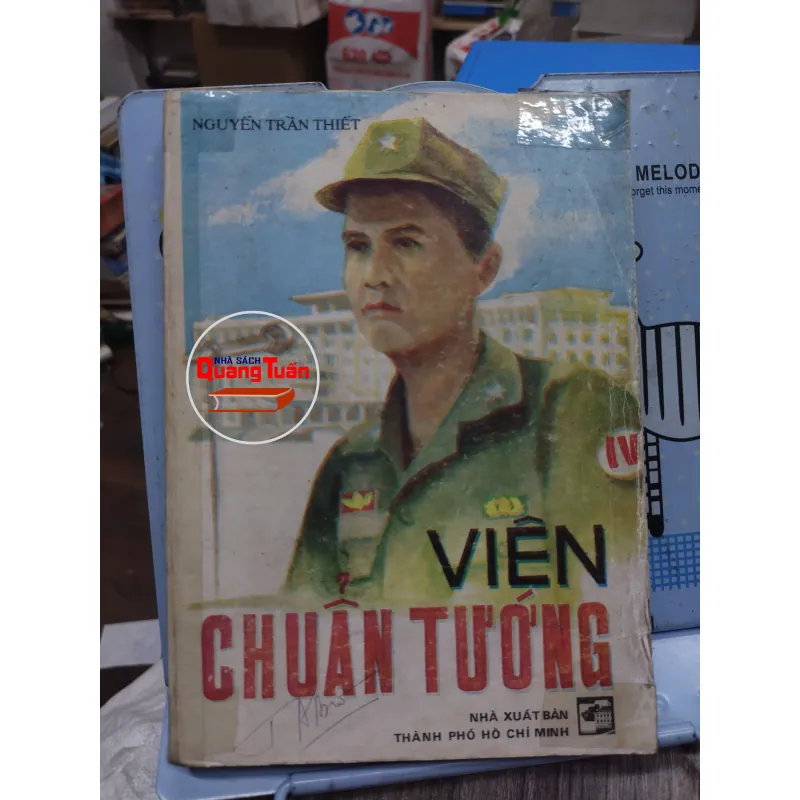 NGUYỄN TRẦN THIẾT
MELOD
orget this mome
NHÀ SÁCH
Quang Tuấn
IV
VIÊN
CHUẨN TƯỚNG
NHÀ XUẤT BẢN
THÀNH PHỐ HỒ CHÍ MINH